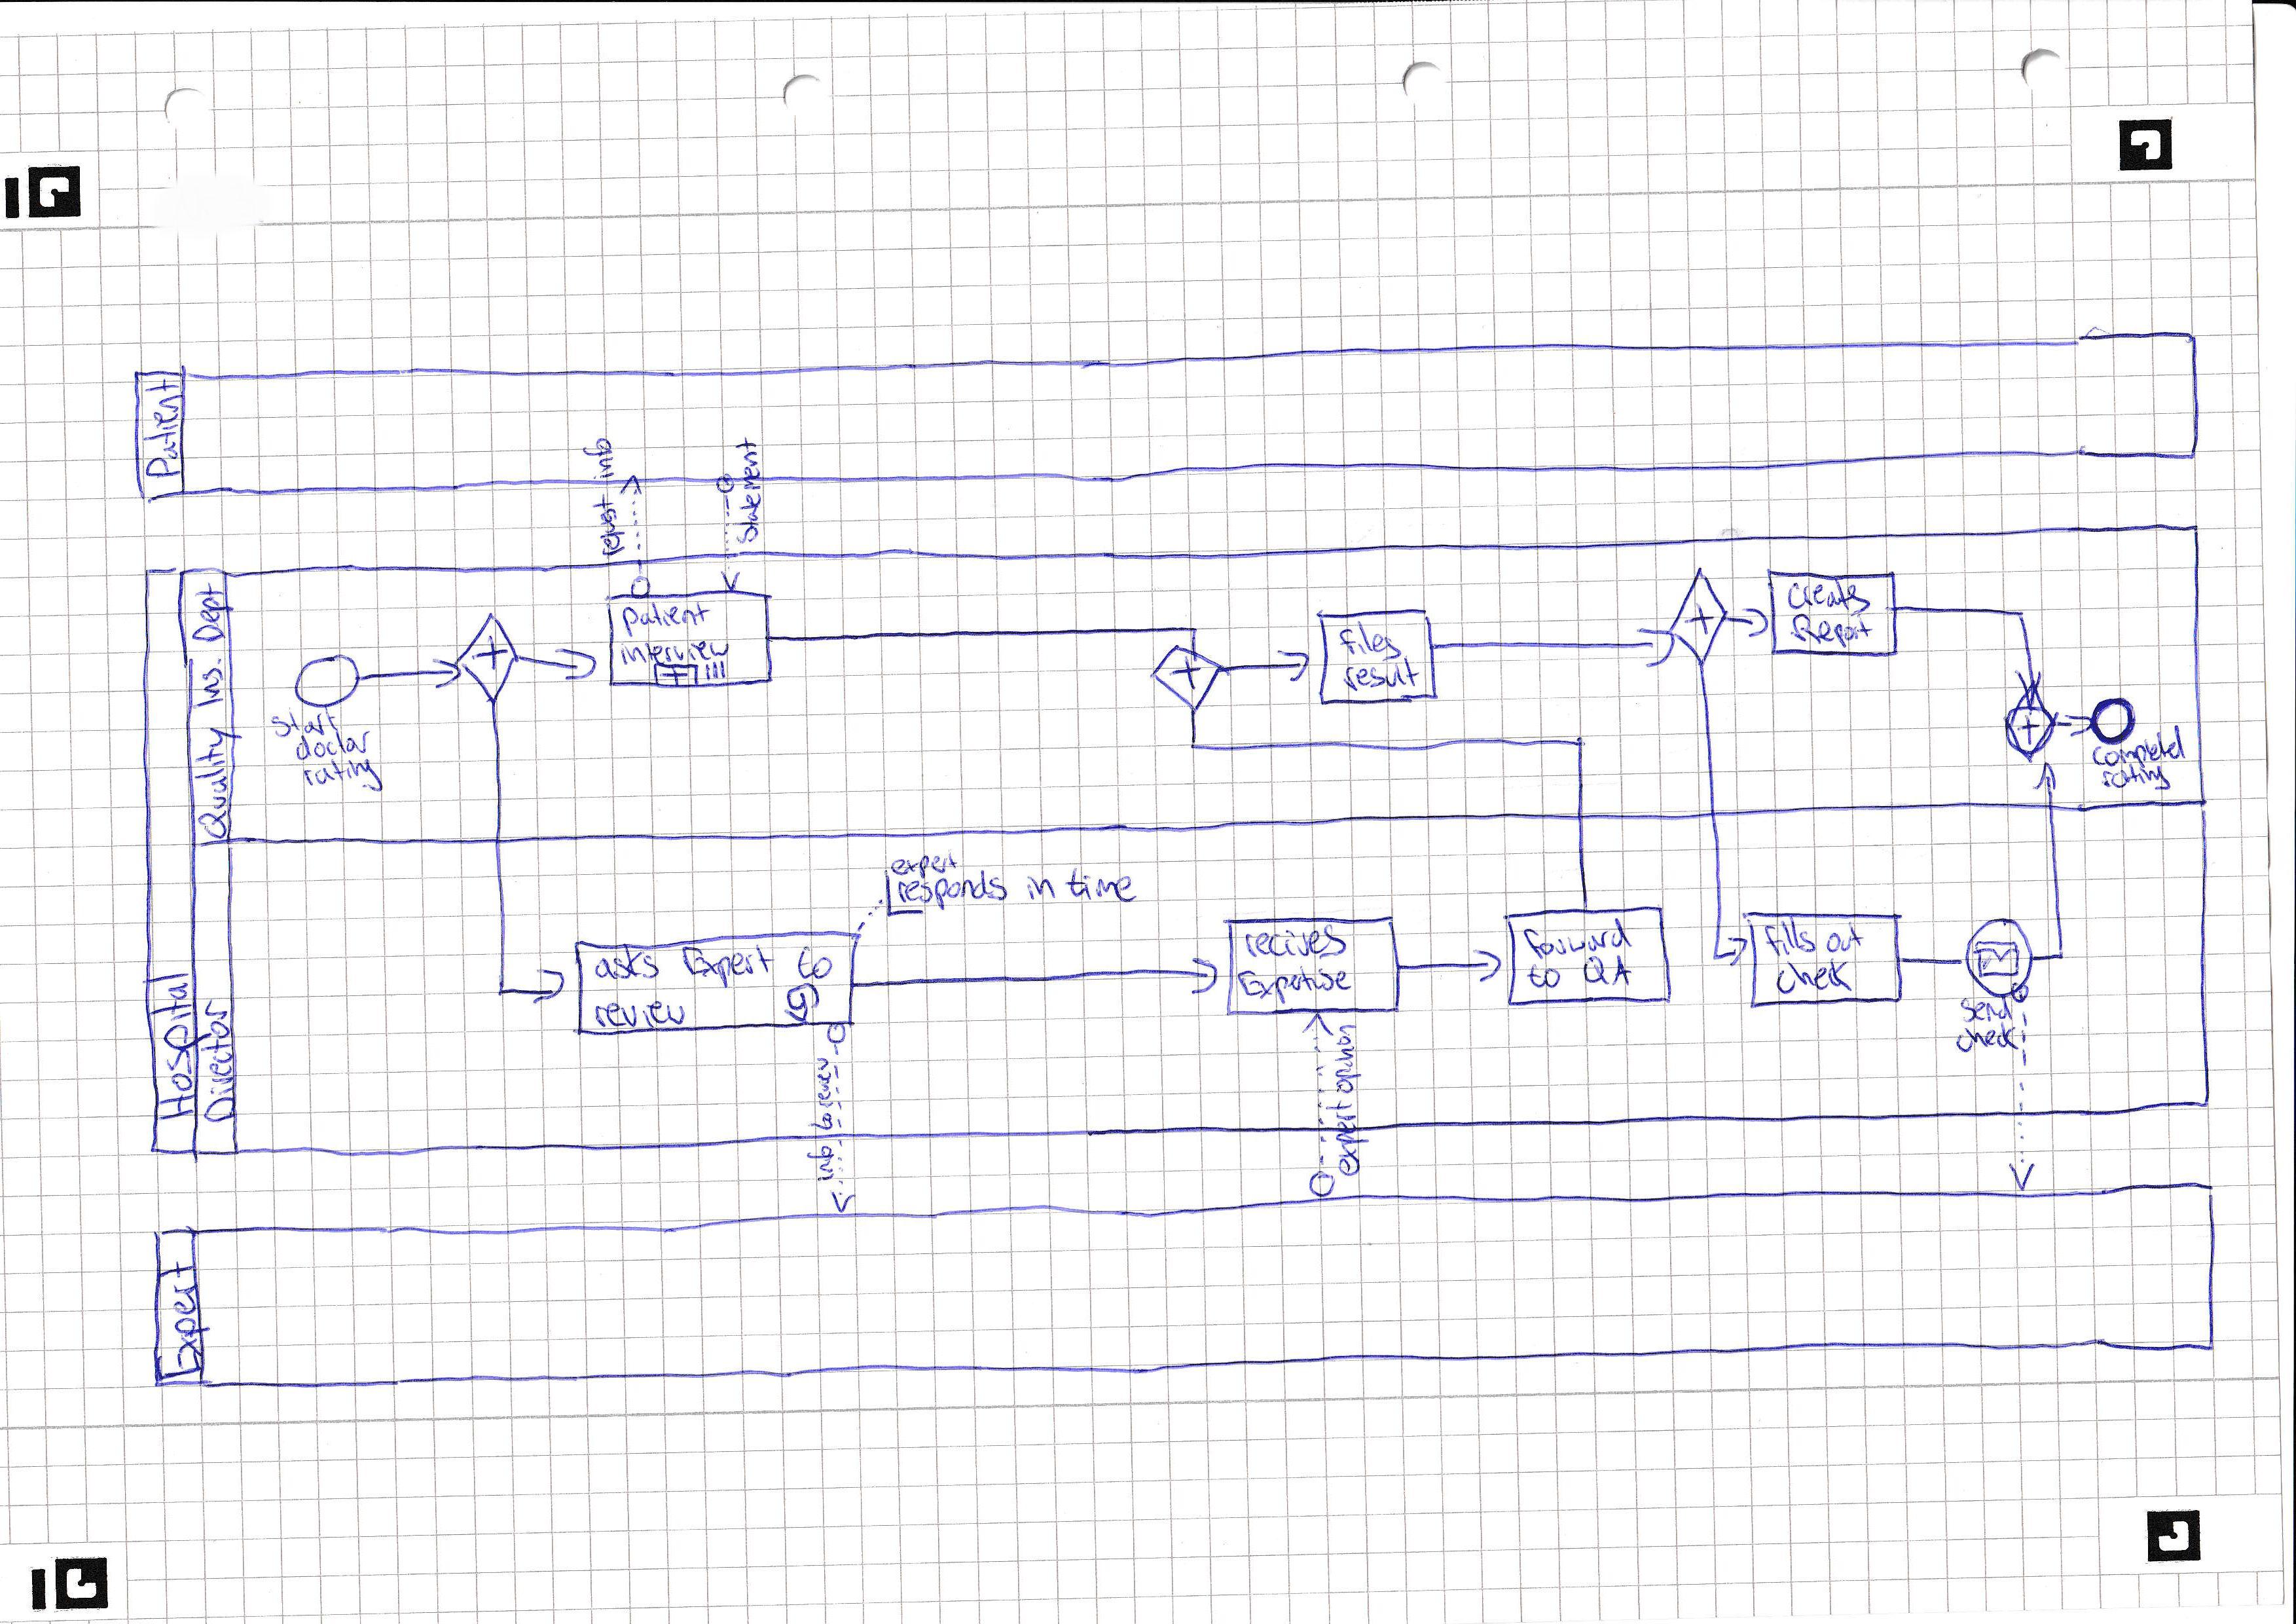 Patient
request info
Statement
Hospital
Quality Ins. Dept
Start
doctor
rating
patient
interview
files
result
creates
Report
completed
rating
Director
expert
responds in time
asks Expert to
review
recives
Expertise
forward
to QA
fills out
check
Send
check
info to review
expert opinion
Expert